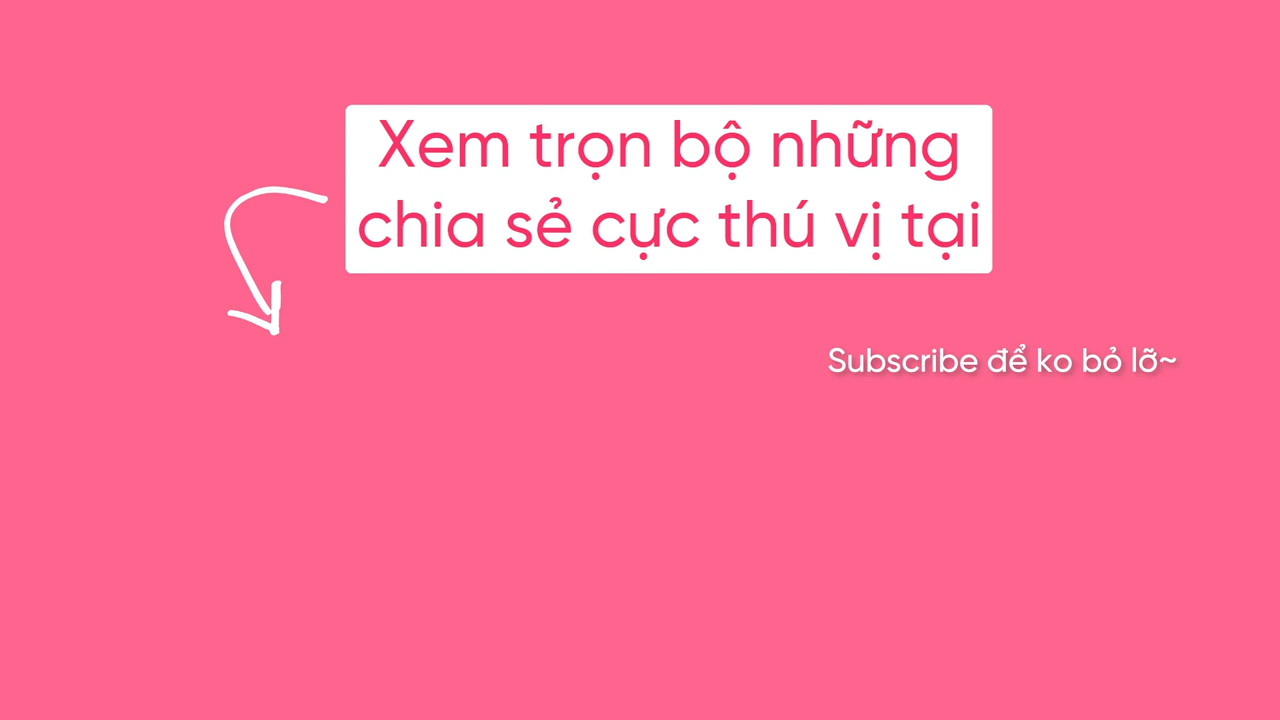 Xem trọn bộ những
chia sẻ cực thú vị tại
Subscribe để ko bỏ lỡ~